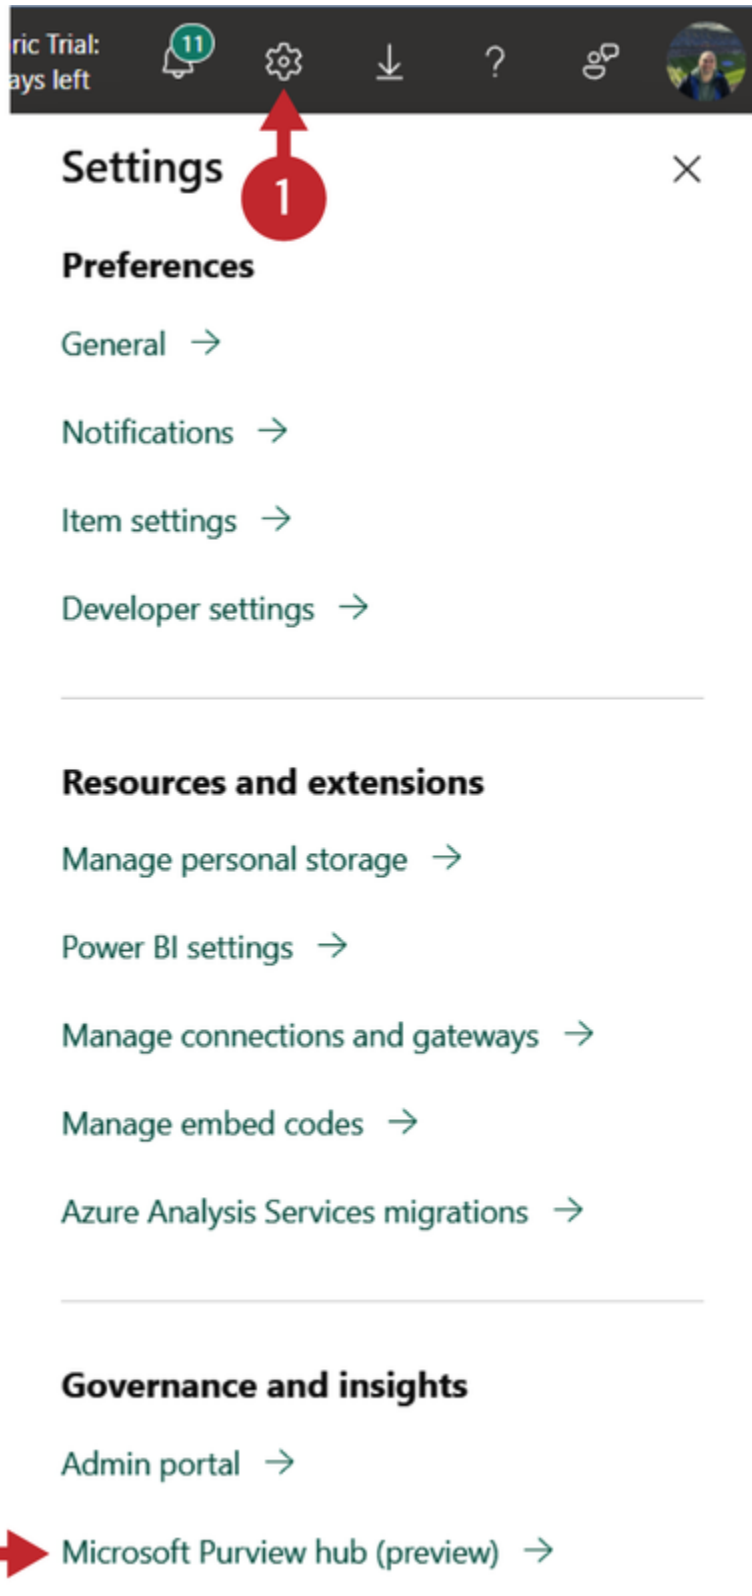 ric Trial:
ays left
11
?
Settings
1
Preferences
General →
Notifications →
Item settings →
Developer settings →
Resources and extensions
Manage personal storage →
Power BI settings →
Manage connections and gateways →
Manage embed codes →
Azure Analysis Services migrations →
Governance and insights
Admin portal →
Microsoft Purview hub (preview) →